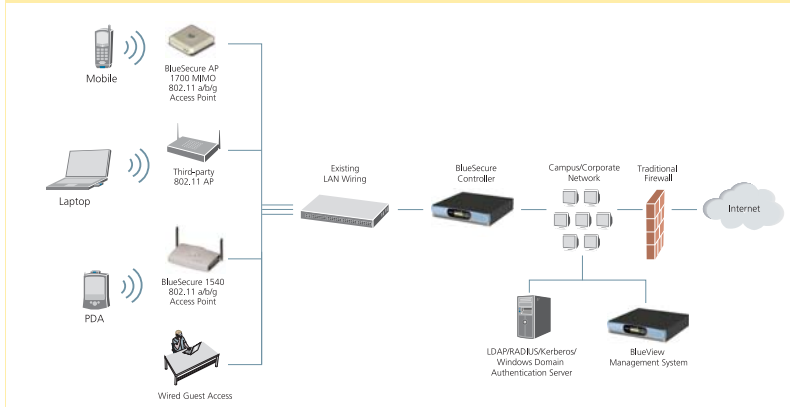 Mobile
BlueSecure AP
1700 MIMO
802.11 a/b/g
Access Point
Laptop
Third-party
802.11 AP
PDA
BlueSecure 1540
802.11 a/b/g
Access Point
Wired Guest Access
Existing
LAN Wiring
BlueSecure
Controller
Campus/Corporate
Network
Traditional
Firewall
Internet
LDAP/RADIUS/Kerberos/
Windows Domain
Authentication Server
BlueView
Management System